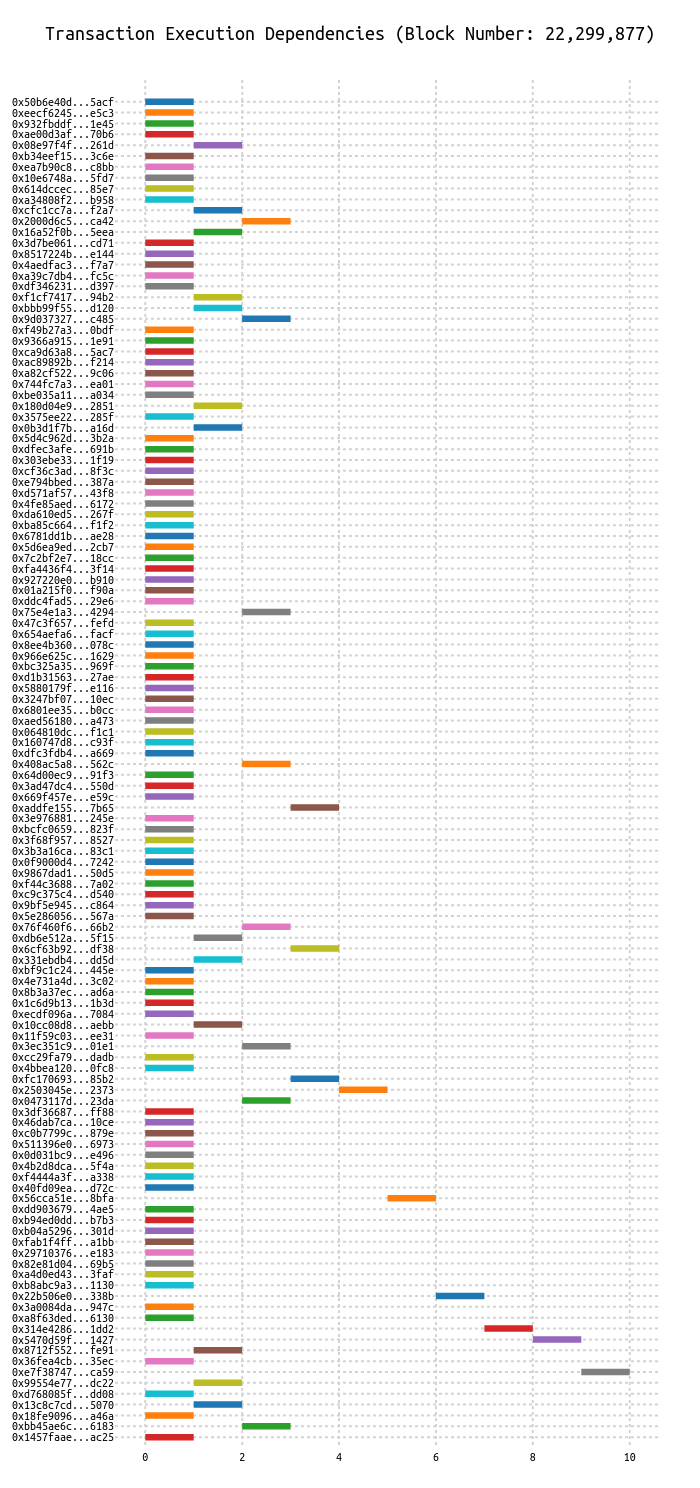 Transaction Execution Dependencies (Block Number: 22,299,877)
0x50b6e40d...5acf
0xeecf6245...e5c3
0x932fbddf...1e45
0xae00d3af...70b6
0x08e97f4f...261d
0xb34eef15...3c6e
0xea7b90c8...c8bb
0x10e6748a...5fd7
0x614dccec...85e7
0xa34808f2...b958
0xcfc1cc7a...f2a7
0x2000d6c5...ca42
0x16a52f0b...5eea
0x3d7be061...cd71
0x8517224b...e144
0x4aedfac3...f7a7
0xa39c7db4...fc5c
0xdf346231...d397
0xf1cf7417...94b2
0xbbb99f55...d120
0x9d037327...c485
0xf49b27a3...0bdf
0x9366a915...1e91
0xca9d63a8...5ac7
0xac89892b...f214
0xa82cf522...9c06
0x744fc7a3...ea01
0xbe035a11...a034
0x180d04e9...2851
0x3575ee22...285f
0x0b3d1f7b...a16d
0x5d4c962d...3b2a
0xdfec3afe...691b
0x303ebe33...1f19
0xcf36c3ad...8f3c
0xe794bbed...387a
0xd571af57...43f8
0x4fe85aed...6172
0xda610ed5...267f
0xba85c664...f1f2
0x6781dd1b...ae28
0x5d6ea9ed...2cb7
0x7c2bf2e7...18cc
0xfa4436f4...3f14
0x927220e0...b910
0x01a215f0...f90a
0xddc4fad5...29e6
0x75e4e1a3...4294
0x47c3f657...fefd
0x654aefa6...facf
0x8ee4b360...078c
0x966e625c...1629
0xbc325a35...969f
0xd1b31563...27ae
0x5880179f...e116
0x3247bf07...10ec
0x6801ee35...b0cc
0xaed56180...a473
0x064810dc...f1c1
0x160747d8...c93f
0xdfc3fdb4...a669
0x408ac5a8...562c
0x64d00ec9...91f3
0x3ad47dc4...550d
0x669f457e...e59c
0xaddfe155...7b65
0x3e976881...245e
0xbcfc0659...823f
0x3f68f957...8527
0x3b3a16ca...83c1
0x0f9000d4...7242
0x9867dad1...50d5
0xf44c3688...7a02
0xc9c375c4...d540
0x9bf5e945...c864
0x5e286056...567a
0x76f460f6...66b2
0xdb6e512a...5f15
0x6cf63b92...df38
0x331ebdb4...dd5d
0xbf9c1c24...445e
0x4e731a4d...3c02
0x8b3a37ec...ad6a
0x1c6d9b13...1b3d
0xecdf096a...7084
0x10cc08d8...aebb
0x11f59c03...ee31
0x3ec351c9...01e1
0xcc29fa79...dadb
0x4bbea120...0fc8
0xfc170693...85b2
0x2503045e...2373
0x0473117d...23da
0x3df36687...ff88
0x46dab7ca...10ce
0xc0b7799c...879e
0x511396e0...6973
0x0d031bc9...e496
0x4b2d8dca...5f4a
0xf4444a3f...a338
0x40fd09ea...d72c
0x56cca51e...8bfa
0xdd903679...4ae5
0xb94ed0dd...b7b3
0xb04a5296...301d
0xfab1f4ff...a1bb
0x29710376...e183
0x82e81d04...69b5
0xa4d0ed43...3faf
0xb8abc9a3...1130
0x22b506e0...338b
0x3a0084da...947c
0xa8f63ded...6130
0x314e4286...1dd2
0x5470d59f...1427
0x8712f552...fe91
0x36fea4cb...35ec
0xe7f38747...ca59
0x99554e77...dc22
0xd768085f...dd08
0x13c8c7cd...5070
0x18fe9096...a46a
0xbb45ae6c...6183
0x1457faae...ac25
0 2 4 6 8 10